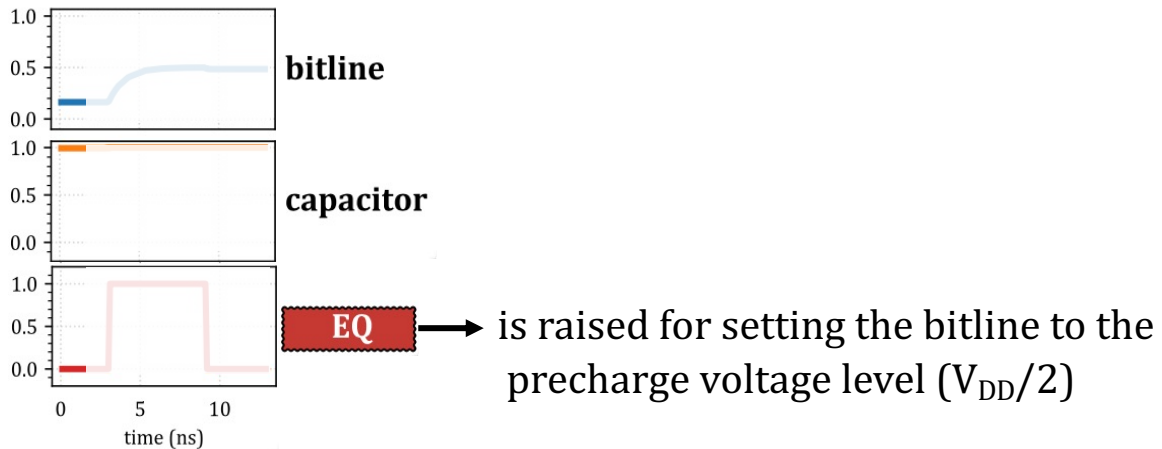 1.0
0.5
0.0
bitline
1.0
0.5
0.0
capacitor
1.0
0.5
0.0
EQ
is raised for setting the bitline to the
precharge voltage level (V_DD/2)
0 5 10
time (ns)